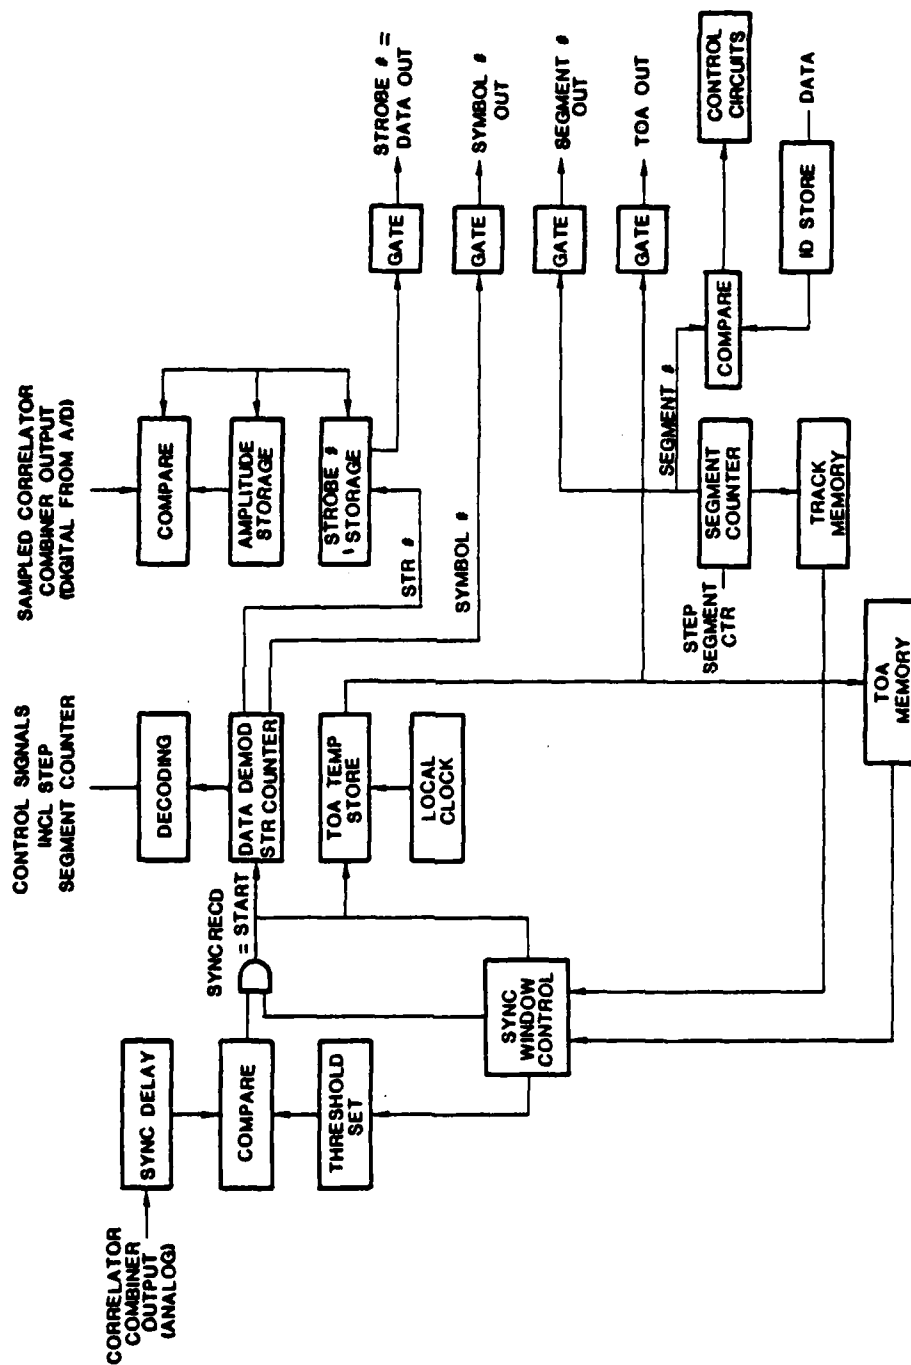 CORRELATOR
COMBINER
OUTPUT
(ANALOG)
SYNC DELAY
COMPARE
THRESHOLD
SET
SYNC RECD
= START
SYNC
WINDOW
CONTROL
CONTROL SIGNALS
INCL STEP
SEGMENT COUNTER
DECODING
DATA DEMOD
STR COUNTER
TOA TEMP
STORE
LOCAL
CLOCK
SAMPLED CORRELATOR
COMBINER OUTPUT
(DIGITAL FROM A/D)
COMPARE
AMPLITUDE
STORAGE
STROBE #
STORAGE
STR #
SYMBOL #
STEP
SEGMENT
CTR
SEGMENT
COUNTER
TRACK
MEMORY
TOA
MEMORY
SEGMENT #
COMPARE
ID STORE
DATA
CONTROL
CIRCUITS
GATE
GATE
GATE
GATE
STROBE # =
DATA OUT
SYMBOL #
OUT
SEGMENT #
OUT
TOA OUT